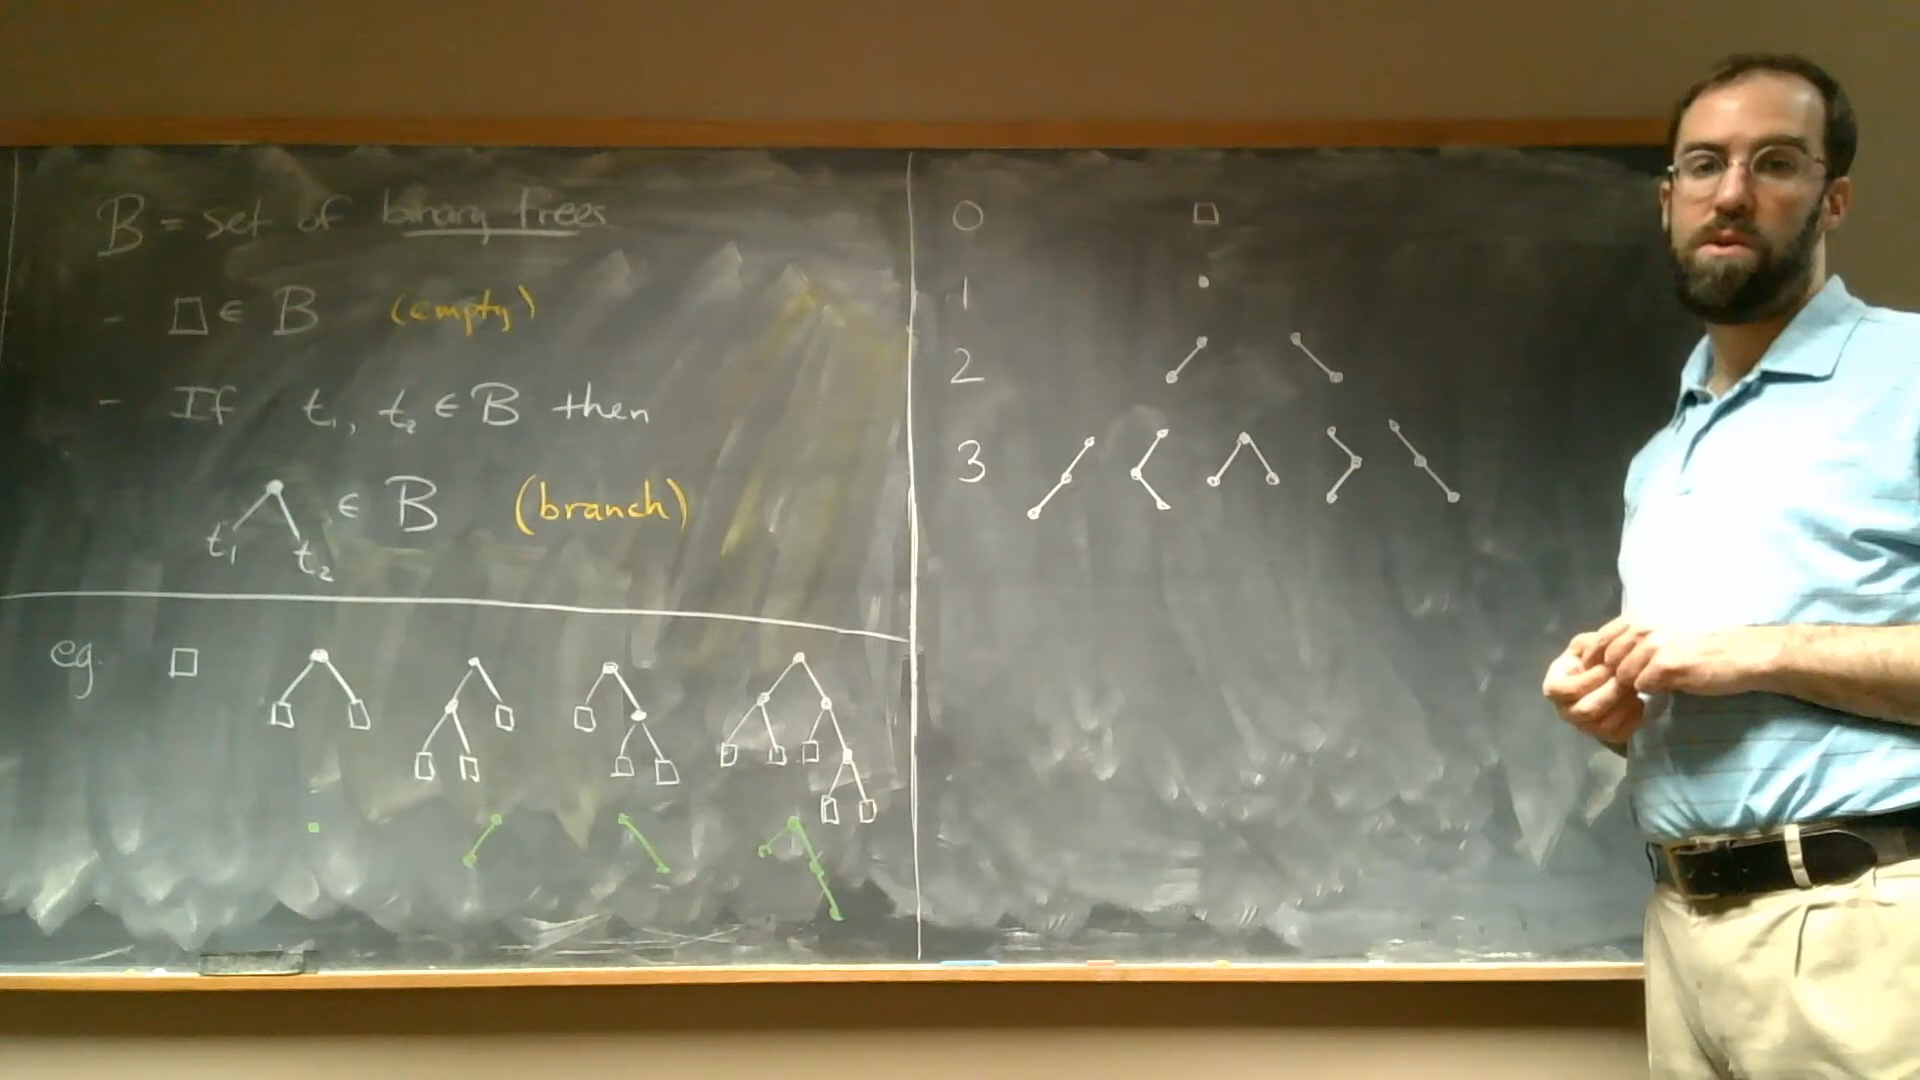 B = set of binary trees
- □ ∈ B (empty)
- If t₁, t₂ ∈ B then
t₁ t₂ ∈ B (branch)
eg.
0
1
2
3